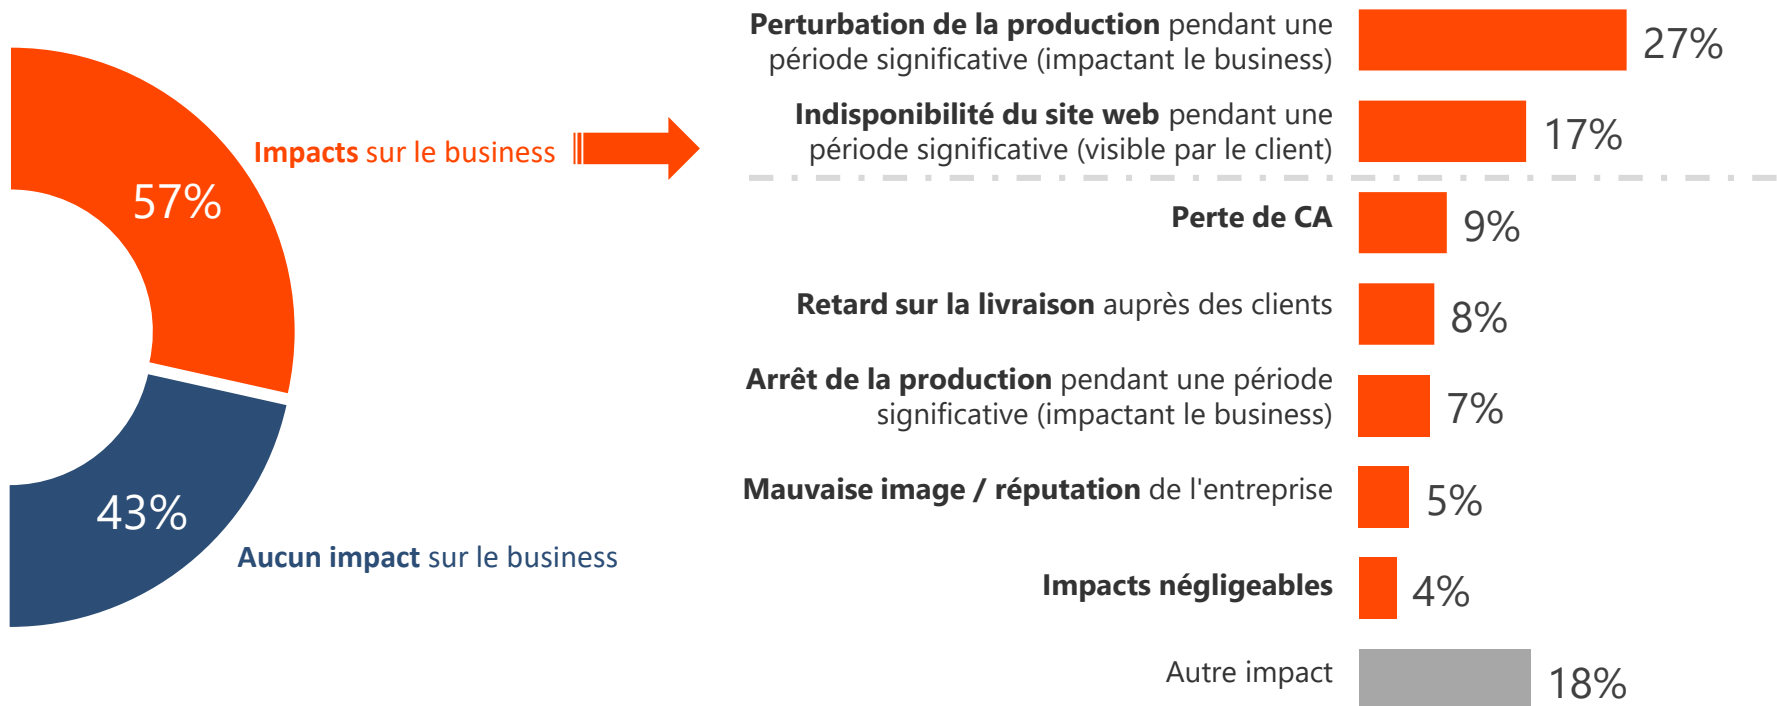 57%
Impacts sur le business
43%
Aucun impact sur le business
Perturbation de la production pendant une
période significative (impactant le business)
27%
Indisponibilité du site web pendant une
période significative (visible par le client)
17%
Perte de CA
9%
Retard sur la livraison auprès des clients
8%
Arrêt de la production pendant une période
significative (impactant le business)
7%
Mauvaise image / réputation de l'entreprise
5%
Impacts négligeables
4%
Autre impact
18%